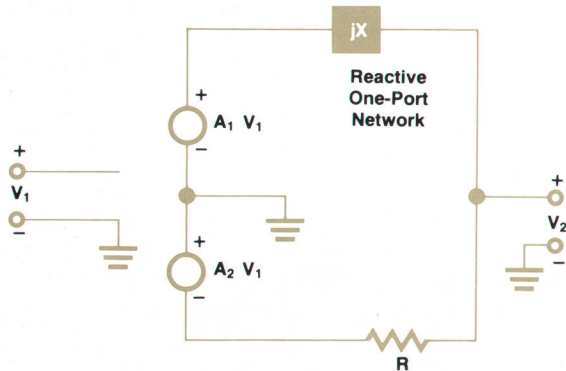 jX
Reactive
One-Port
Network
+
A₁ V₁
−
+
V₁
−
+
A₂ V₁
−
+
V₂
−
R